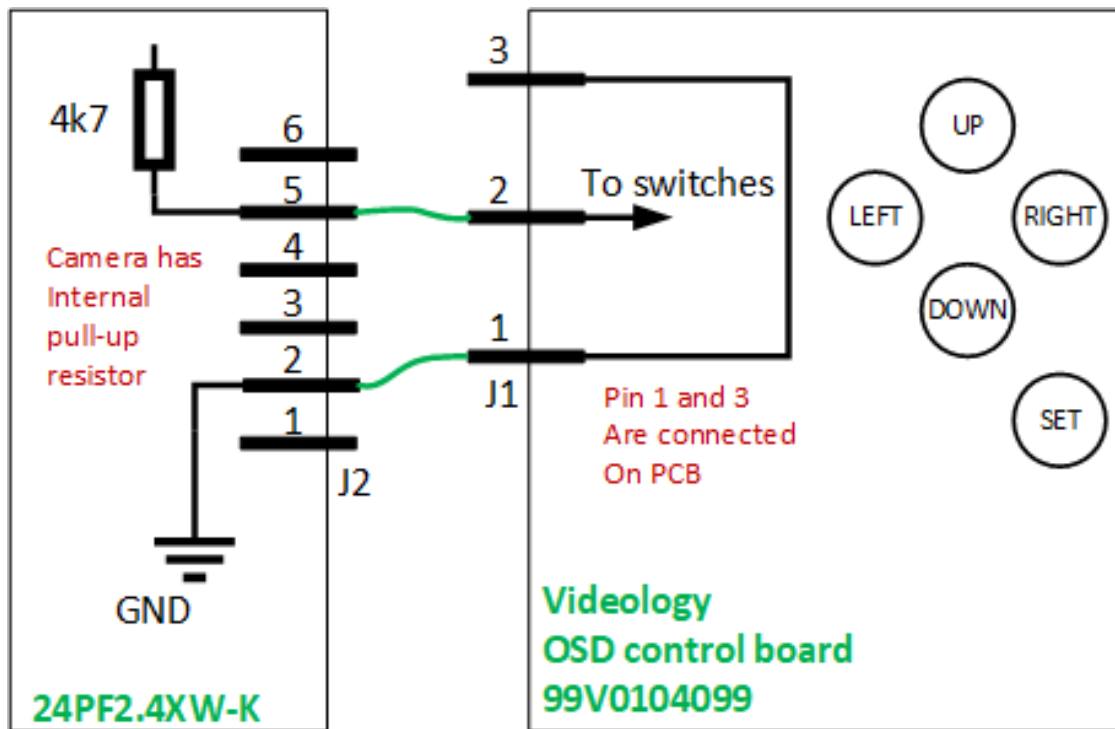 4k7
6
5
4
3
2
1
J2
Camera has
Internal
pull-up
resistor
GND
24PF2.4XW-K
3
2
1
J1
To switches
Pin 1 and 3
Are connected
On PCB
UP
LEFT
RIGHT
DOWN
SET
Videology
OSD control board
99V0104099